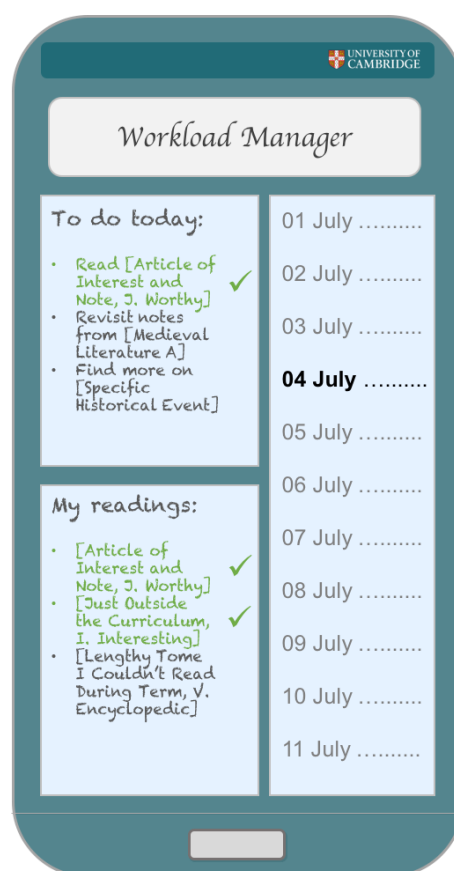 UNIVERSITY OF
CAMBRIDGE
Workload Manager
To do today:
• Read [Article of
Interest and
Note, J. Worthy]
• Revisit notes
from [Medieval
Literature A]
• Find more on
[Specific
Historical Event]
My readings:
• [Article of
Interest and
Note, J. Worthy]
• [Just Outside
the Curriculum,
I. Interesting]
• [Lengthy Tome
I Couldn't Read
During Term, V.
Encyclopedic]
01 July ….......
02 July ….......
03 July ….......
04 July ….......
05 July ….......
06 July ….......
07 July ….......
08 July ….......
09 July ….......
10 July ….......
11 July ….......